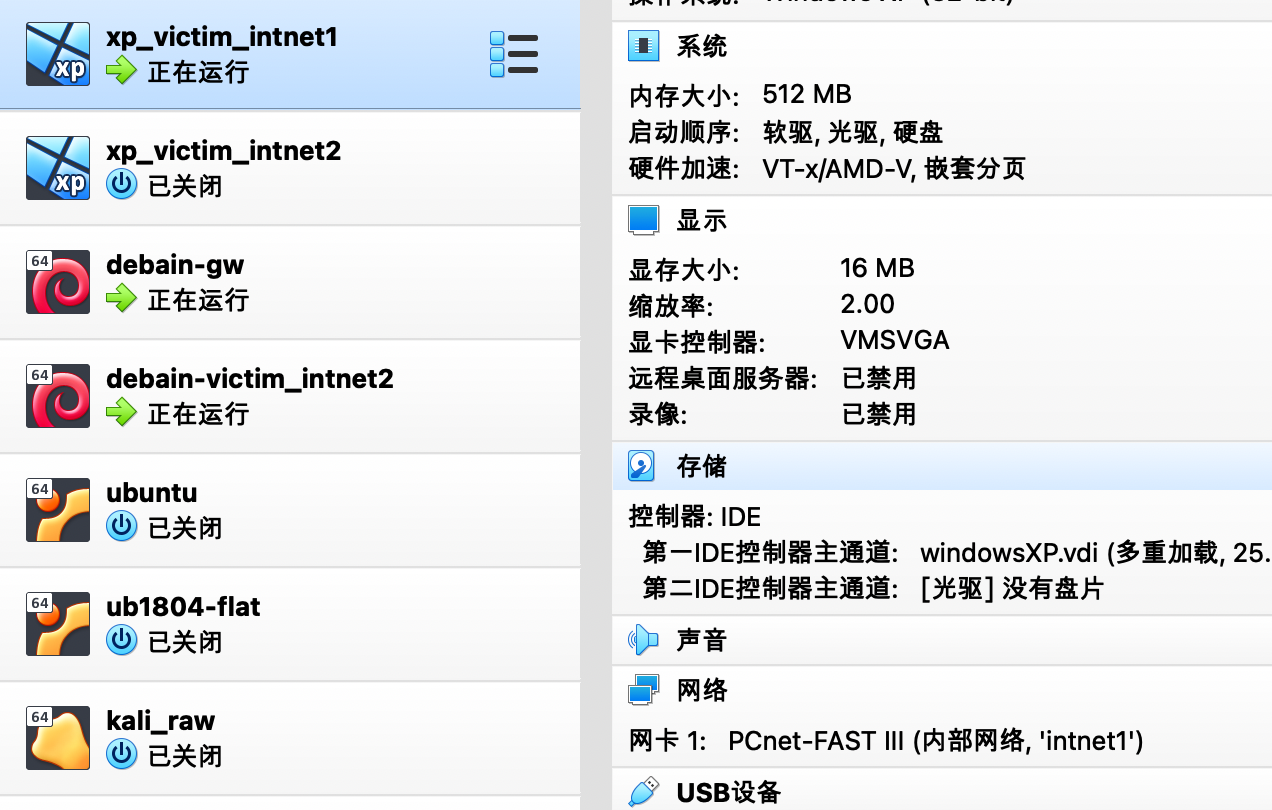 xp_victim_intnet1
xp
正在运行
xp_victim_intnet2
xp
已关闭
64
debain-gw
正在运行
64
debain-victim_intnet2
正在运行
64
ubuntu
已关闭
64
ub1804-flat
已关闭
64
kali_raw
已关闭
操作系统: Windows XP (32-bit)
系统
内存大小: 512 MB
启动顺序: 软驱, 光驱, 硬盘
硬件加速: VT-x/AMD-V, 嵌套分页
显示
显存大小: 16 MB
缩放率: 2.00
显卡控制器: VMSVGA
远程桌面服务器: 已禁用
录像: 已禁用
存储
控制器: IDE
第一IDE控制器主通道: windowsXP.vdi (多重加载, 25.
第二IDE控制器主通道: [光驱] 没有盘片
声音
网络
网卡 1: PCnet-FAST III (内部网络, 'intnet1')
USB设备